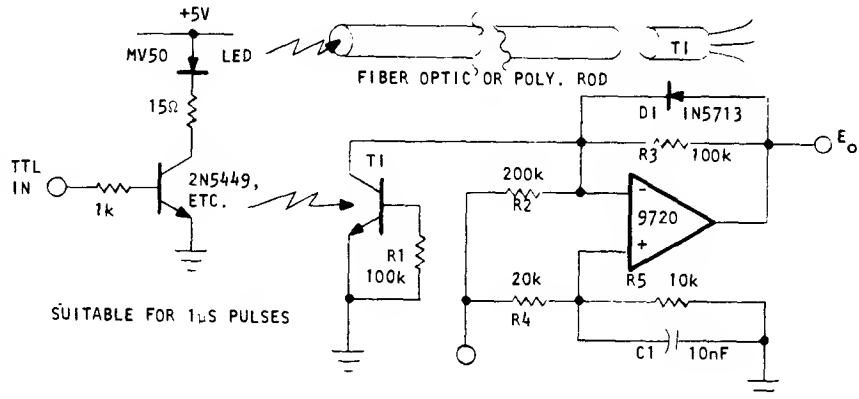 +5V
MV50
LED
T1
FIBER OPTIC OR POLY. ROD
15Ω
D1
IN5713
E₀
R3
100k
TTL
IN
1k
2N5449,
ETC.
T1
200k
R2
9720
-
+
R1
100k
20k
R4
R5
10k
SUITABLE FOR 1μS PULSES
C1
10nF